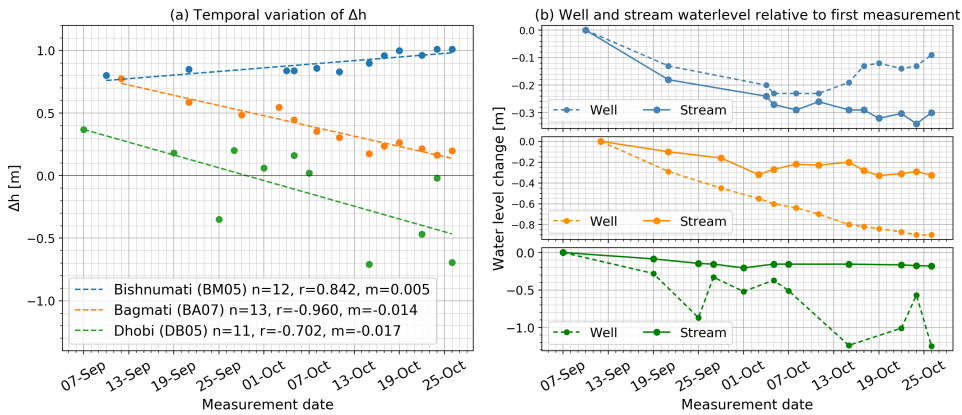 (a) Temporal variation of Δh
1.0
0.5
0.0
−0.5
−1.0
Δh [m]
Bishnumati (BM05) n=12, r=0.842, m=0.005
Bagmati (BA07) n=13, r=-0.960, m=-0.014
Dhobi (DB05) n=11, r=-0.702, m=-0.017
07-Sep
13-Sep
19-Sep
25-Sep
01-Oct
07-Oct
13-Oct
19-Oct
25-Oct
Measurement date
(b) Well and stream waterlevel relative to first measurement
Water level change [m]
0.0
−0.1
−0.2
−0.3
Well Stream
0.0
−0.2
−0.4
−0.6
−0.8
Well Stream
0.0
−0.5
−1.0
Well Stream
07-Sep
13-Sep
19-Sep
25-Sep
01-Oct
07-Oct
13-Oct
19-Oct
25-Oct
Measurement date